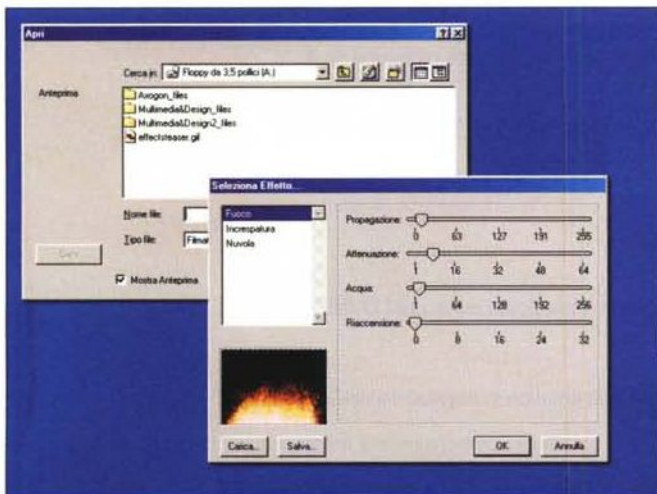 Apri
Cerca in: Floppy da 3,5 pollici (A:)
Anteprima
Axogon_files
Multimedia&Design_files
Multimedia&Design2_files
effectsteaser.gif
Nome file:
Tipo file: Filmat
Mostra Anteprima
Seleziona Effetto...
Fuoco
Increspatura
Nuvola
Propagazione:
0 63 127 191 255
Attenuazione:
1 16 32 48 64
Acqua:
1 64 128 192 256
Riaccensione:
0 8 16 24 32
Carica... Salva... OK Annulla